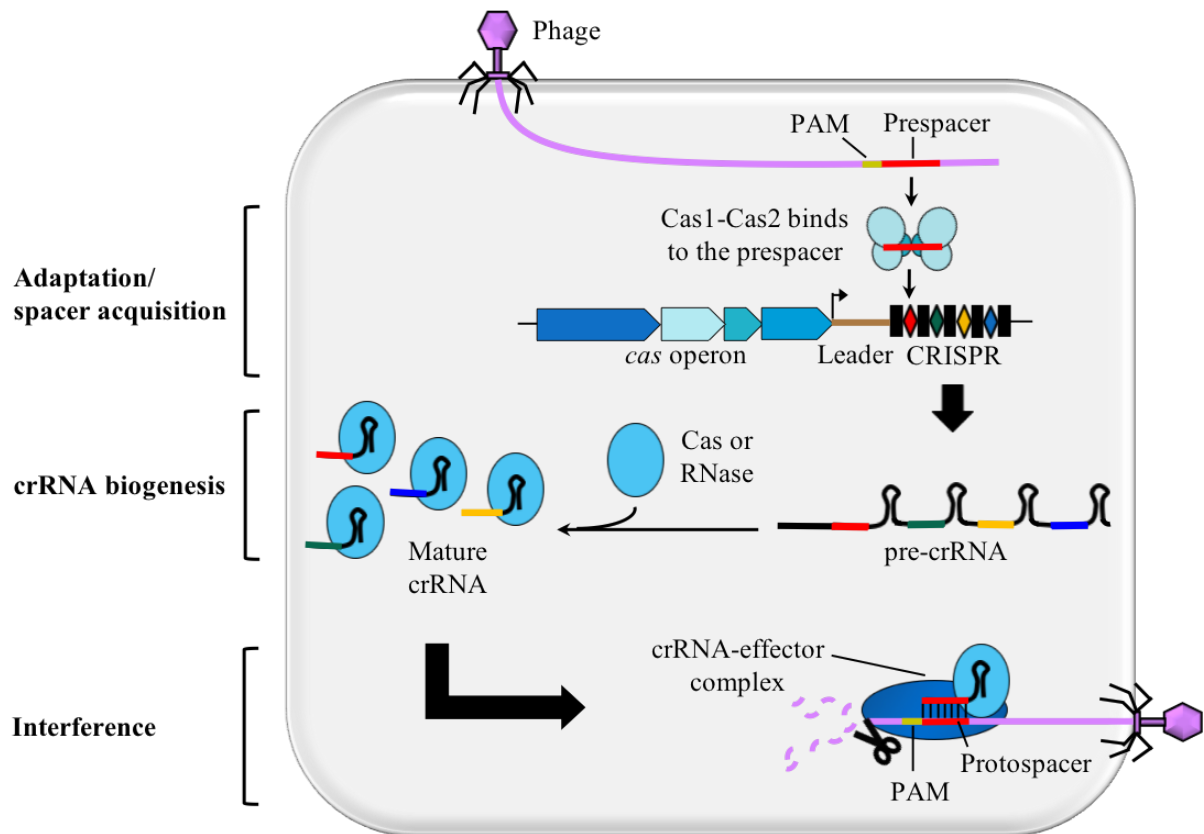 Phage
PAM
Prespacer
Cas1-Cas2 binds
to the prespacer
Adaptation/
spacer acquisition
cas operon
Leader
CRISPR
Cas or
RNase
crRNA biogenesis
pre-crRNA
Mature
crRNA
crRNA-effector
complex
Interference
Protospacer
PAM